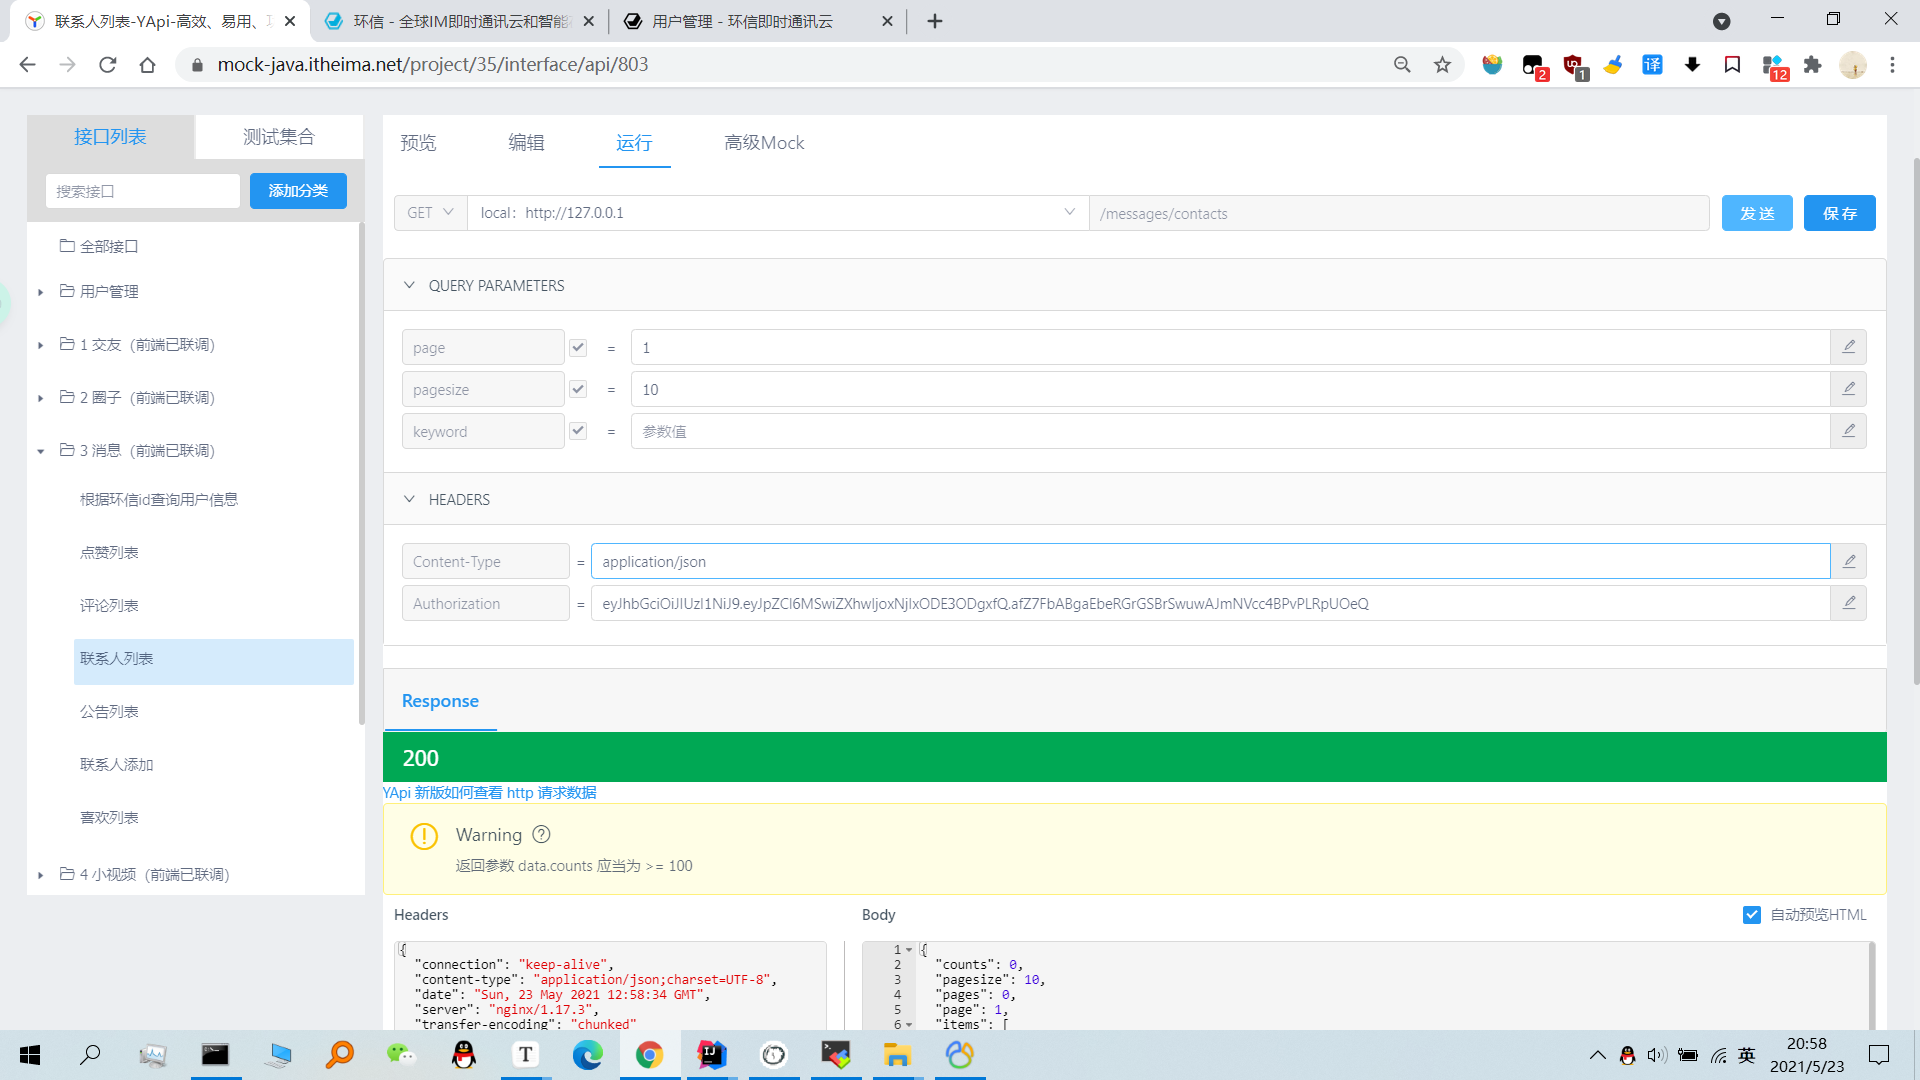 联系人列表-YApi-高效、易用、
环信 - 全球IM即时通讯云和智能
用户管理 - 环信即时通讯云
mock-java.itheima.net/project/35/interface/api/803
2
1
译
12
接口列表
测试集合
搜索接口
添加分类
全部接口
用户管理
1 交友（前端已联调）
2 圈子（前端已联调）
3 消息（前端已联调）
根据环信id查询用户信息
点赞列表
评论列表
联系人列表
公告列表
联系人添加
喜欢列表
4 小视频（前端已联调）
预览
编辑
运行
高级Mock
GET
local：http://127.0.0.1
/messages/contacts
发 送
保 存
QUERY PARAMETERS
page
=
1
pagesize
=
10
keyword
=
参数值
HEADERS
Content-Type
=
application/json
Authorization
=
Response
200
YApi 新版如何查看 http 请求数据
Warning
返回参数 data.counts 应当为 >= 100
Headers
Body
自动预览HTML
{
"connection": "keep-alive",
"content-type": "application/json;charset=UTF-8",
"date": "Sun, 23 May 2021 12:58:34 GMT",
"server": "nginx/1.17.3",
"transfer-encoding": "chunked"
1 {
2 "counts": 0,
3 "pagesize": 10,
4 "pages": 0,
5 "page": 1,
6 "items": [
英
20:58
2021/5/23